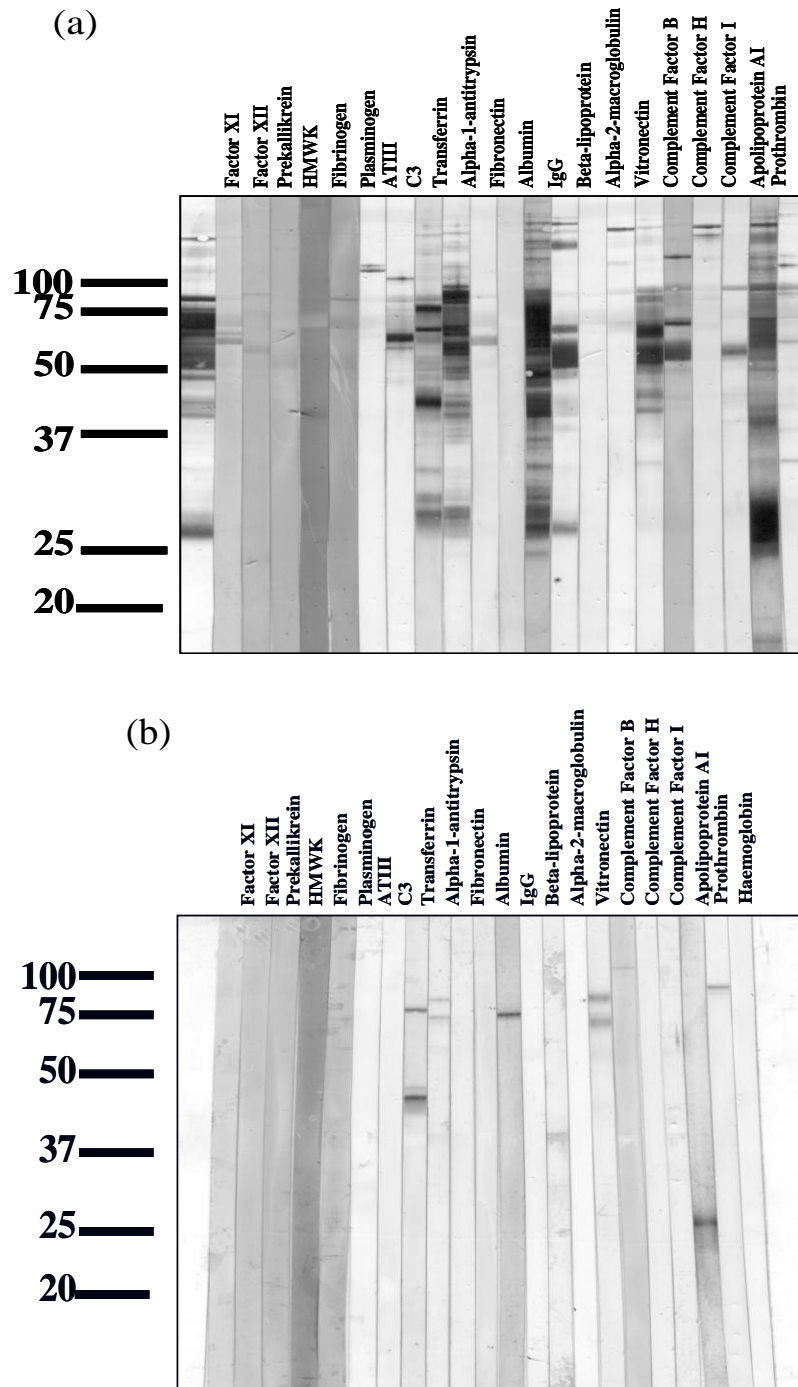 (a)
Factor XI
Factor XII
Prekallikrein
HMWK
Fibrinogen
Plasminogen
ATIII
C3
Transferrin
Alpha-1-antitrypsin
Fibronectin
Albumin
IgG
Beta-lipoprotein
Alpha-2-macroglobulin
Vitronectin
Complement Factor B
Complement Factor H
Complement Factor I
Apolipoprotein AI
Prothrombin
100
75
50
37
25
20
(b)
Factor XI
Factor XII
Prekallikrein
HMWK
Fibrinogen
Plasminogen
ATIII
C3
Transferrin
Alpha-1-antitrypsin
Fibronectin
Albumin
IgG
Beta-lipoprotein
Alpha-2-macroglobulin
Vitronectin
Complement Factor B
Complement Factor H
Complement Factor I
Apolipoprotein AI
Prothrombin
Haemoglobin
100
75
50
37
25
20